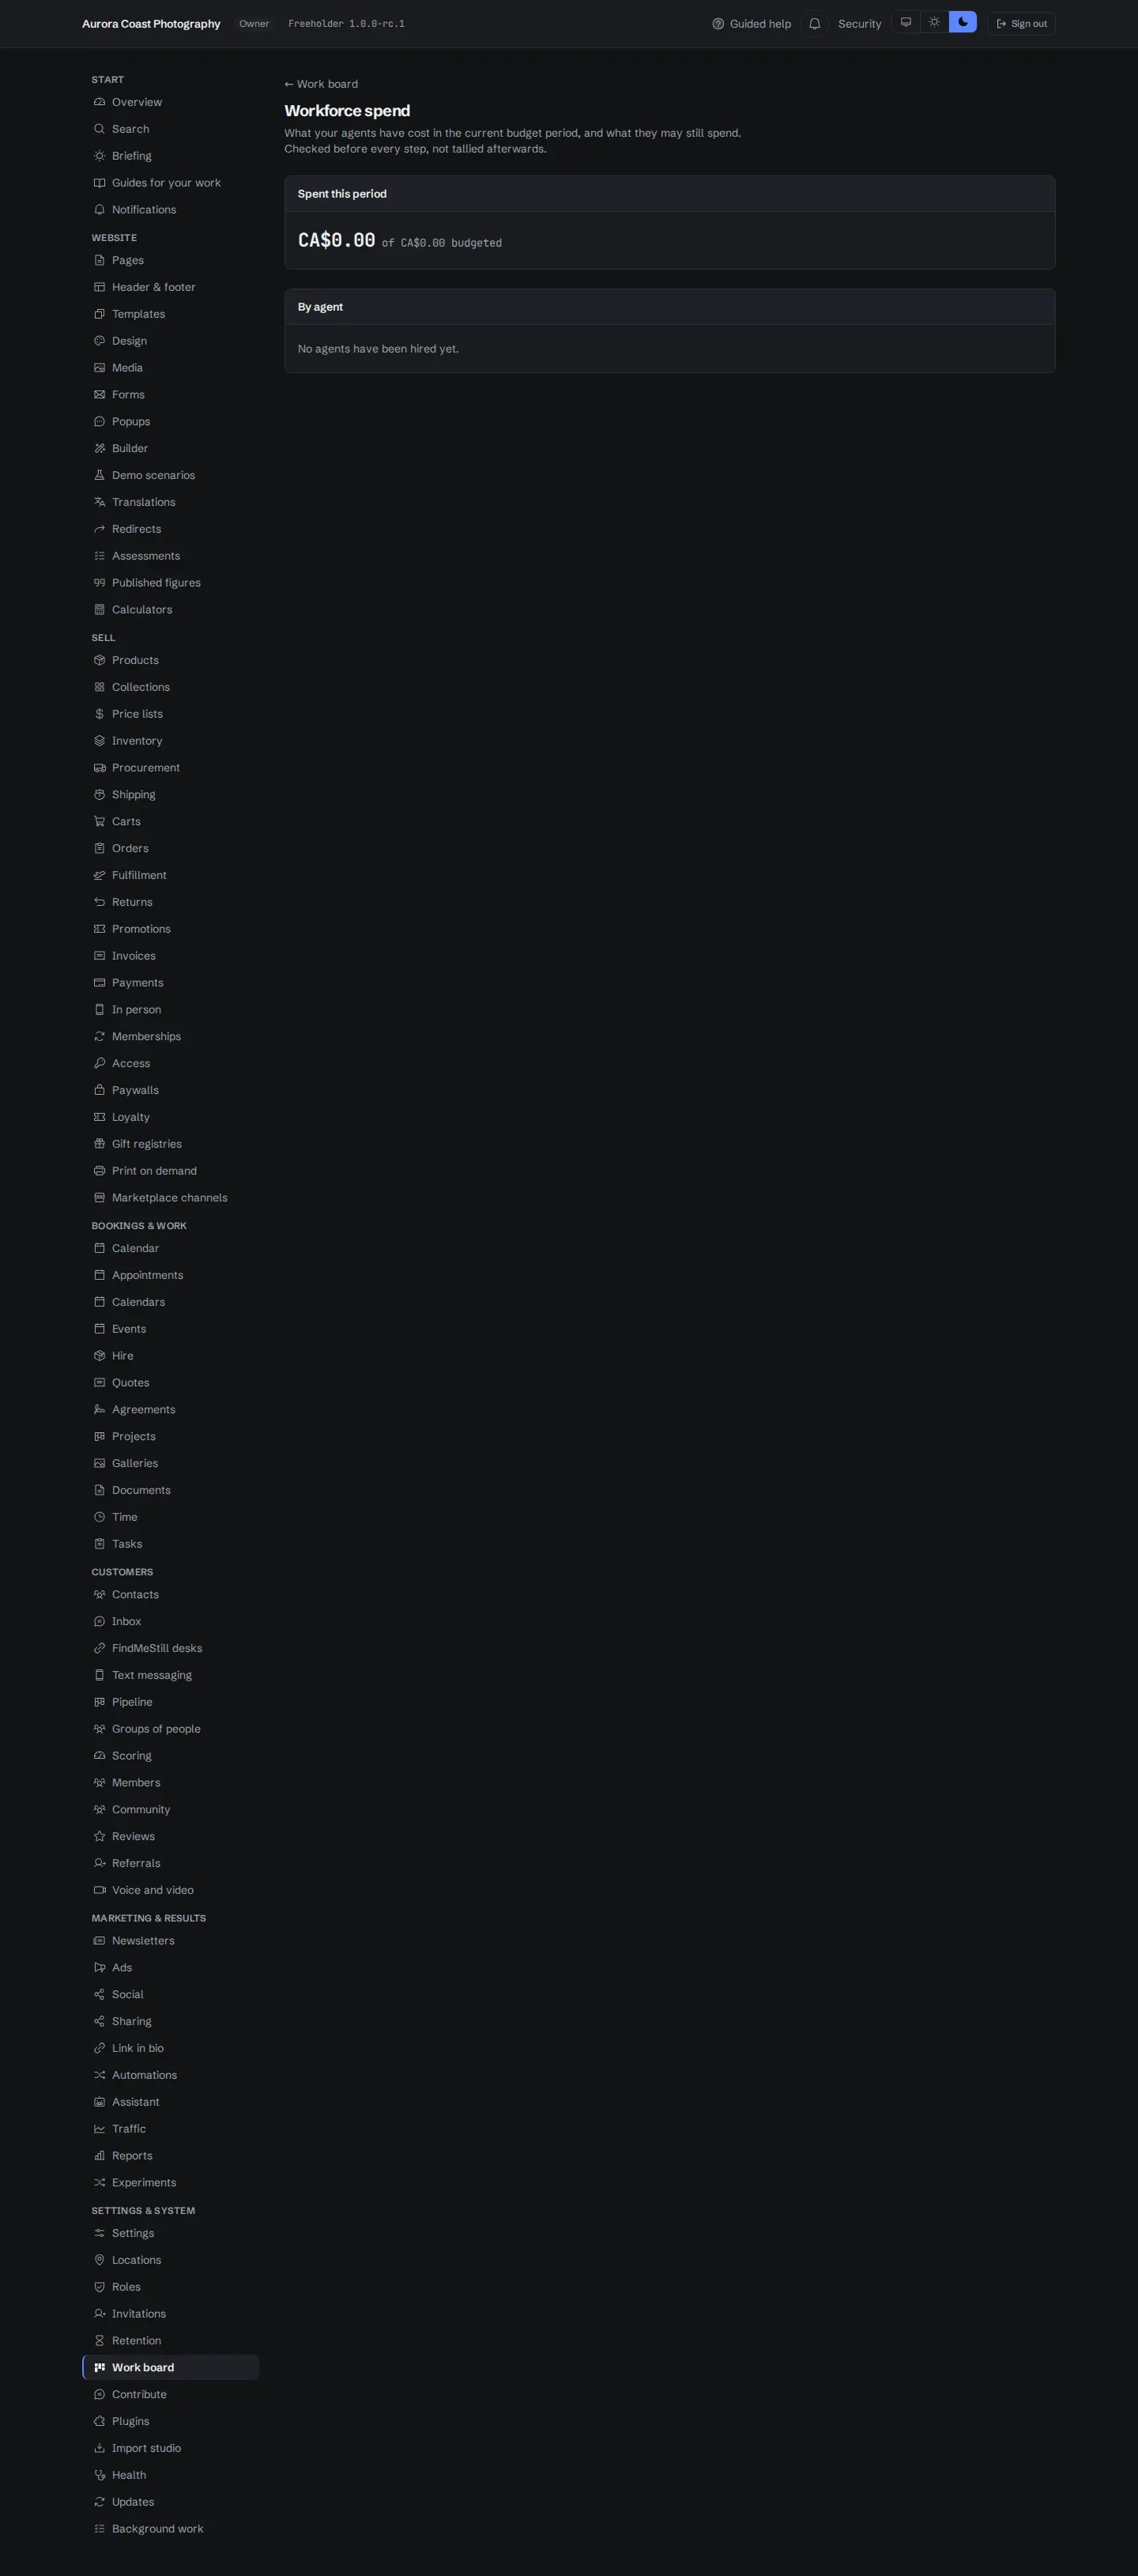 Aurora Coast Photography
Owner
Freeholder 1.0.0-rc.1
Guided help
Security
Sign out
START
Overview
Search
Briefing
Guides for your work
Notifications
WEBSITE
Pages
Header & footer
Templates
Design
Media
Forms
Popups
Builder
Demo scenarios
Translations
Redirects
Assessments
Published figures
Calculators
SELL
Products
Collections
Price lists
Inventory
Procurement
Shipping
Carts
Orders
Fulfillment
Returns
Promotions
Invoices
Payments
In person
Memberships
Access
Paywalls
Loyalty
Gift registries
Print on demand
Marketplace channels
BOOKINGS & WORK
Calendar
Appointments
Calendars
Events
Hire
Quotes
Agreements
Projects
Galleries
Documents
Time
Tasks
CUSTOMERS
Contacts
Inbox
FindMeStill desks
Text messaging
Pipeline
Groups of people
Scoring
Members
Community
Reviews
Referrals
Voice and video
MARKETING & RESULTS
Newsletters
Ads
Social
Sharing
Link in bio
Automations
Assistant
Traffic
Reports
Experiments
SETTINGS & SYSTEM
Settings
Locations
Roles
Invitations
Retention
Work board
Contribute
Plugins
Import studio
Health
Updates
Background work
← Work board
Workforce spend
What your agents have cost in the current budget period, and what they may still spend.
Checked before every step, not tallied afterwards.
Spent this period
CA$0.00 of CA$0.00 budgeted
By agent
No agents have been hired yet.